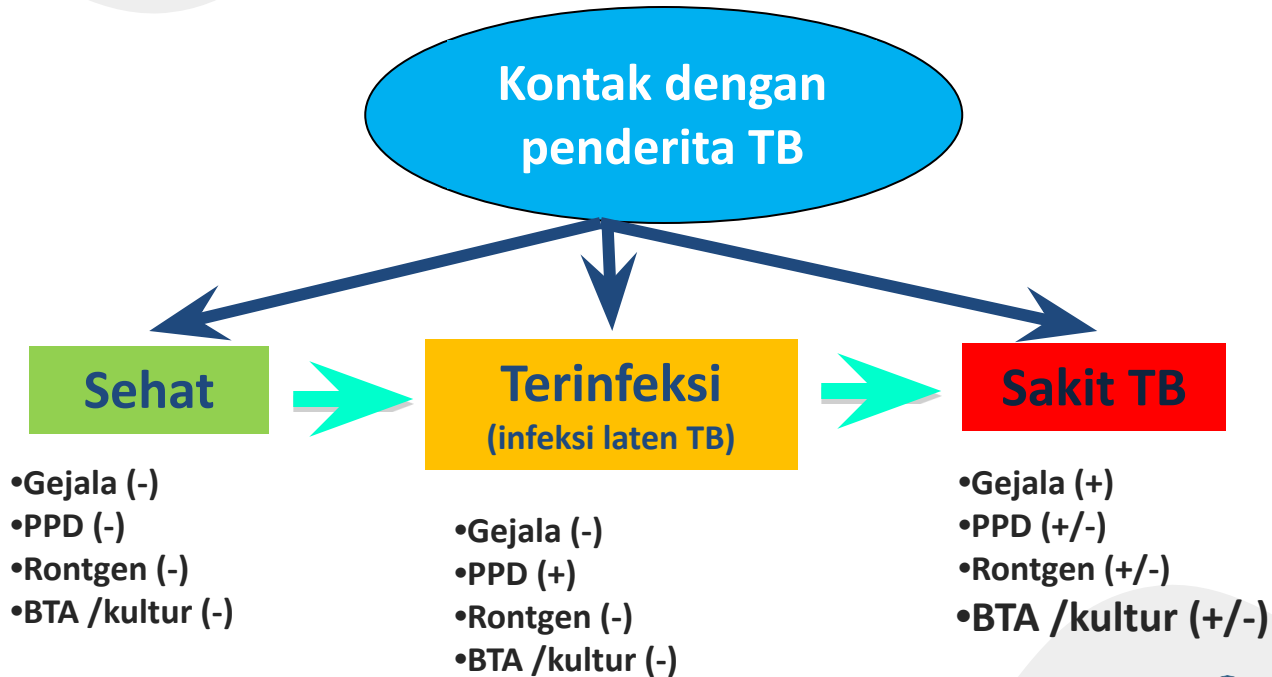 Kontak dengan
penderita TB
Sehat
Terinfeksi
(infeksi laten TB)
Sakit TB
•Gejala (-)
•PPD (-)
•Rontgen (-)
•BTA /kultur (-)
•Gejala (-)
•PPD (+)
•Rontgen (-)
•BTA /kultur (-)
•Gejala (+)
•PPD (+/-)
•Rontgen (+/-)
•BTA /kultur (+/-)